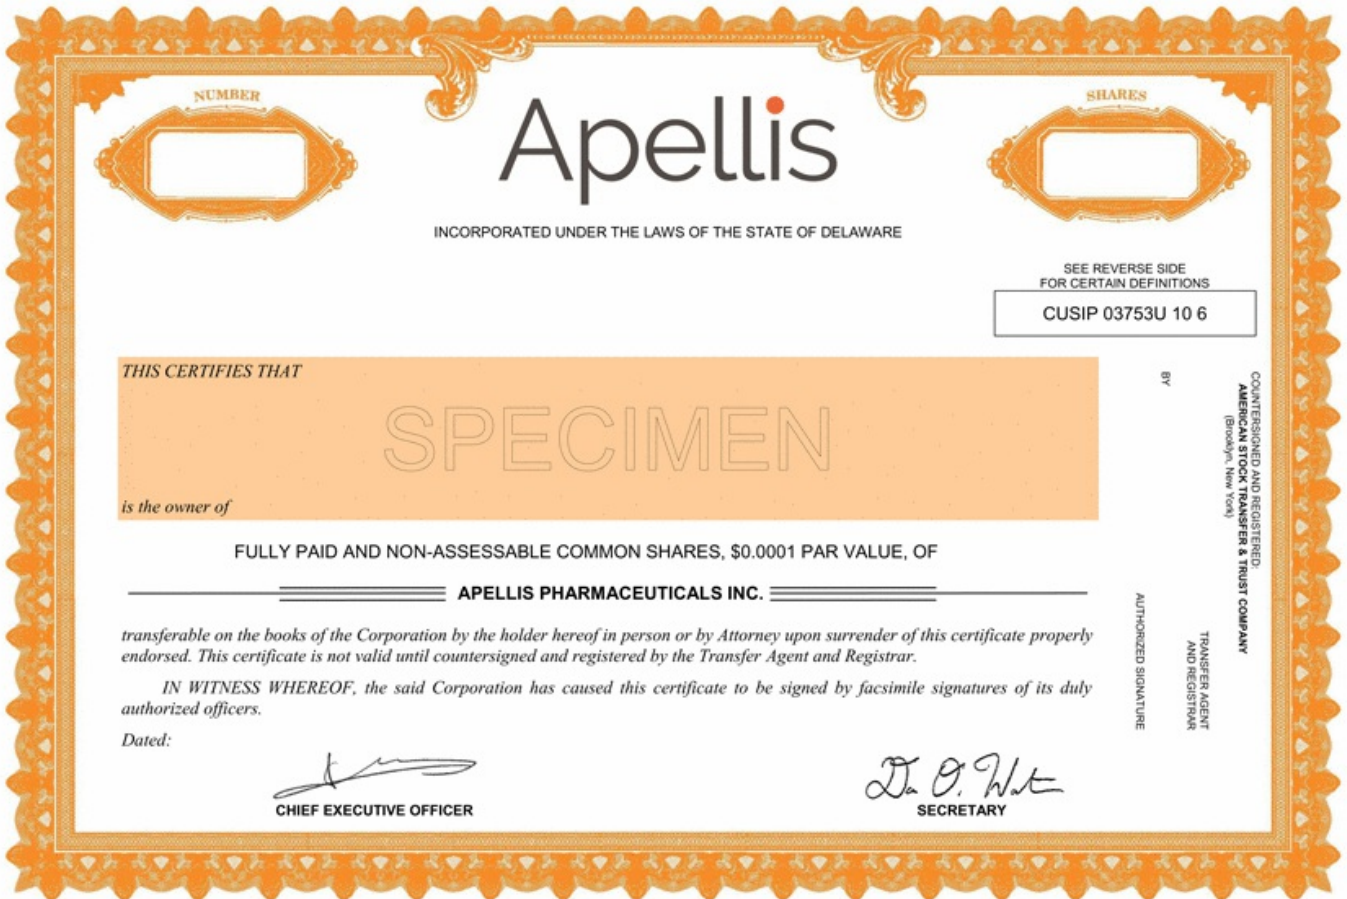 NUMBER
SHARES
Apellis
INCORPORATED UNDER THE LAWS OF THE STATE OF DELAWARE
SEE REVERSE SIDE
FOR CERTAIN DEFINITIONS
CUSIP 03753U 10 6
THIS CERTIFIES THAT
SPECIMEN
is the owner of
FULLY PAID AND NON-ASSESSABLE COMMON SHARES, $0.0001 PAR VALUE, OF
APELLIS PHARMACEUTICALS INC.
transferable on the books of the Corporation by the holder hereof in person or by Attorney upon surrender of this certificate properly
endorsed. This certificate is not valid until countersigned and registered by the Transfer Agent and Registrar.
IN WITNESS WHEREOF, the said Corporation has caused this certificate to be signed by facsimile signatures of its duly
authorized officers.
Dated:
CHIEF EXECUTIVE OFFICER
SECRETARY
COUNTERSIGNED AND REGISTERED:
AMERICAN STOCK TRANSFER & TRUST COMPANY
(Brooklyn, New York)
TRANSFER AGENT
AND REGISTRAR
BY
AUTHORIZED SIGNATURE